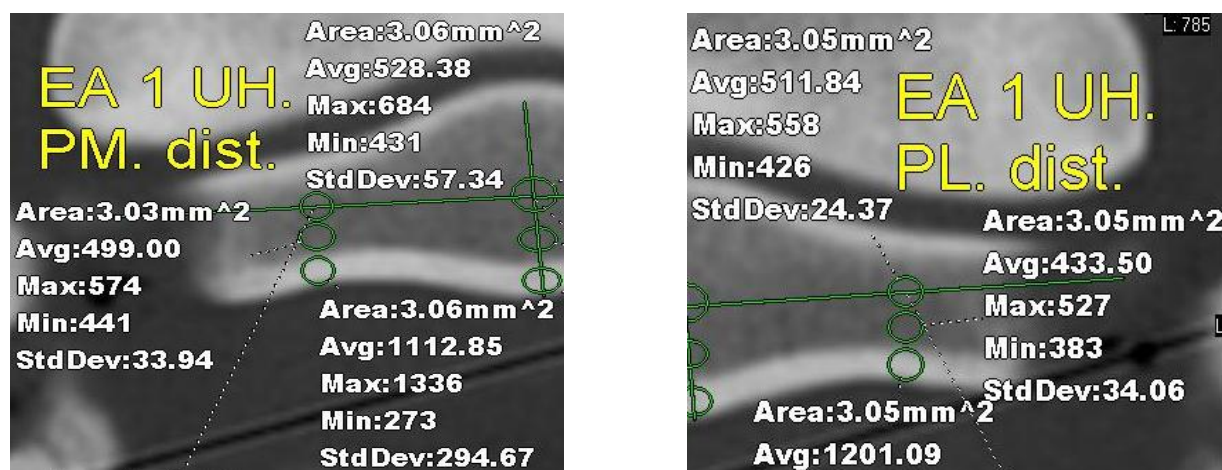 Area:3.06mm^2
Avg:528.38
Max:684
Min:431
StdDev:57.34
EA 1 UH.
PM. dist.
Area:3.03mm^2
Avg:499.00
Max:574
Min:441
StdDev:33.94
Area:3.06mm^2
Avg:1112.85
Max:1336
Min:273
StdDev:294.67
L: 785
Area:3.05mm^2
Avg:511.84
Max:558
Min:426
StdDev:24.37
EA 1 UH.
PL. dist.
Area:3.05mm^2
Avg:433.50
Max:527
Min:383
StdDev:34.06
Area:3.05mm^2
Avg:1201.09